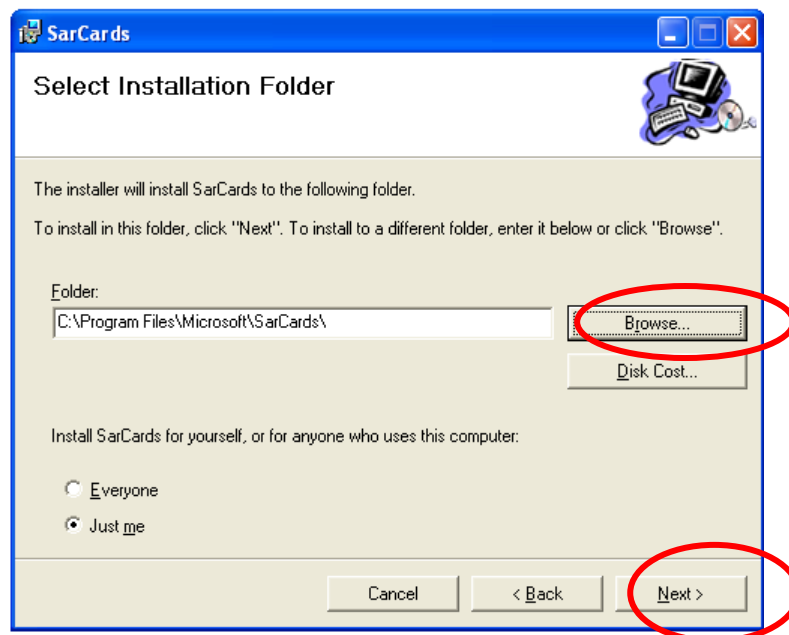 SarCards
Select Installation Folder
The installer will install SarCards to the following folder.
To install in this folder, click "Next". To install to a different folder, enter it below or click "Browse".
Folder:
C:\Program Files\Microsoft\SarCards\
Browse...
Disk Cost...
Install SarCards for yourself, or for anyone who uses this computer:
Everyone
Just me
Cancel
< Back
Next >